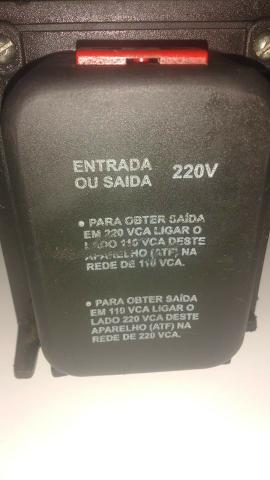 ENTRADA
OU SAIDA 220V
• PARA OBTER SAÍDA
EM 220 VCA LIGAR O
LADO 110 VCA DESTE
APARELHO (ATF) NA
REDE DE 110 VCA.
• PARA OBTER SAÍDA
EM 110 VCA LIGAR O
LADO 220 VCA DESTE
APARELHO (ATF) NA
REDE DE 220 VCA.